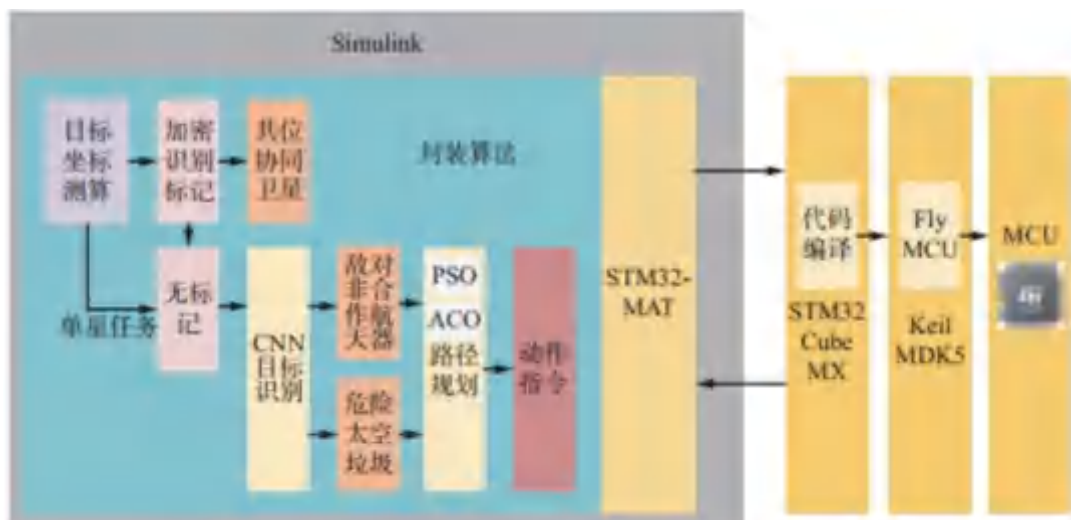 Simulink
目标
坐标
测算
加密
识别
标记
共位
协同
卫星
封装算法
单星任务
无标
记
CNN
目标
识别
敌对
非合
作航
天器
危险
太空
垃圾
PSO
ACO
路径
规划
动作
指令
STM32-
MAT
代码
编译
STM32
Cube
MX
Fly
MCU
Keil
MDK5
MCU